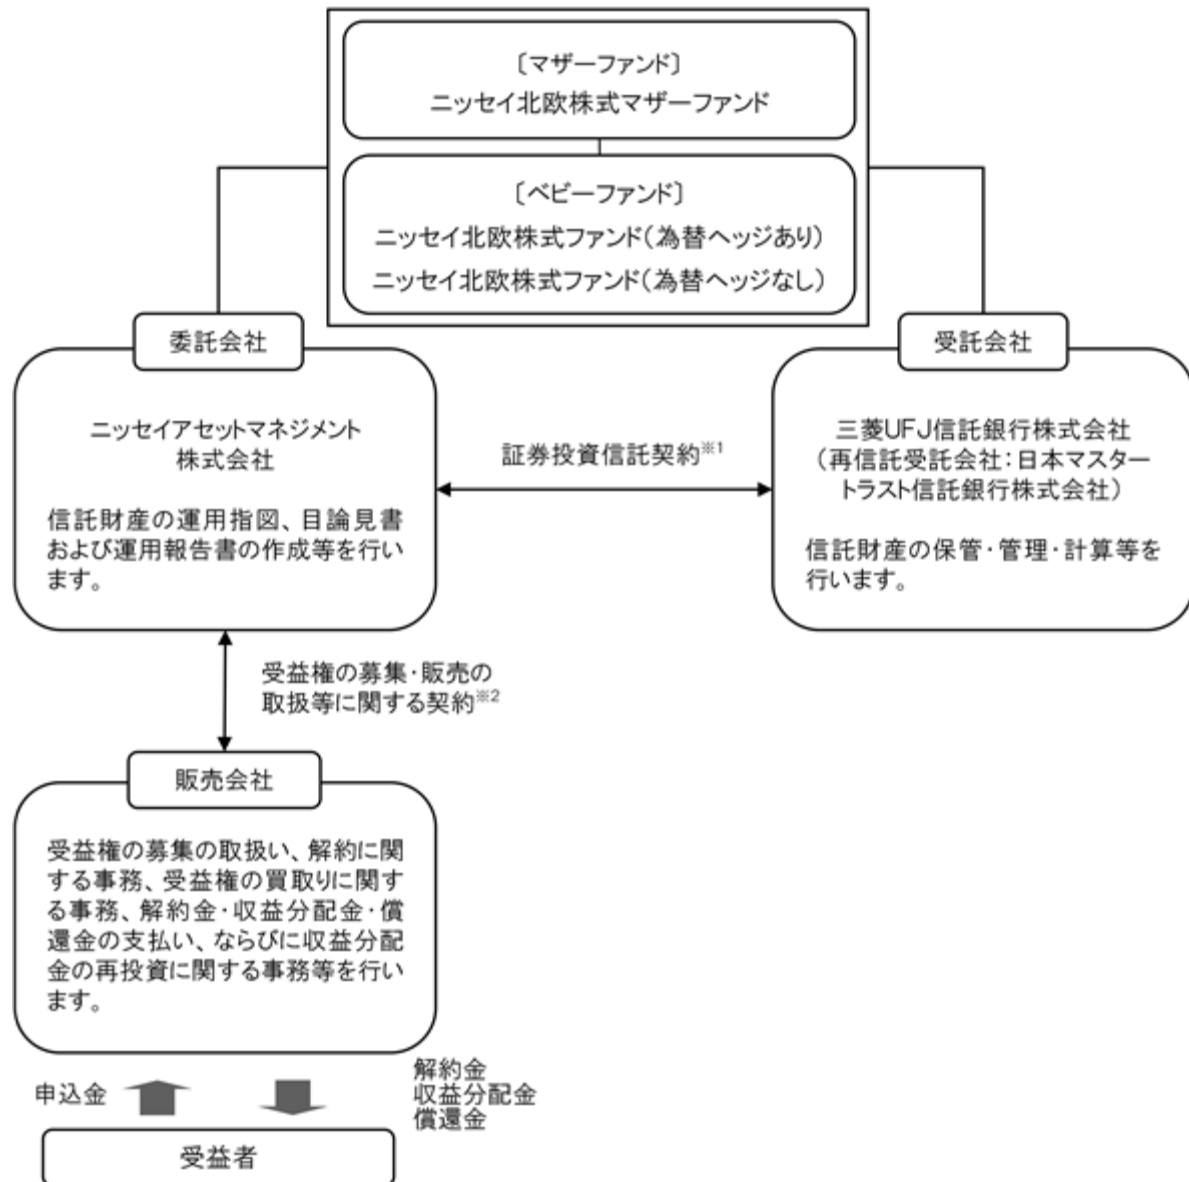 〔マザーファンド〕
ニッセイ北欧株式マザーファンド
〔ベビーファンド〕
ニッセイ北欧株式ファンド(為替ヘッジあり)
ニッセイ北欧株式ファンド(為替ヘッジなし)
委託会社
ニッセイアセットマネジメント
株式会社
信託財産の運用指図、目論見書
および運用報告書の作成等を行い
ます。
証券投資信託契約※1
受託会社
三菱UFJ信託銀行株式会社
(再信託受託会社:日本マスター
トラスト信託銀行株式会社)
信託財産の保管・管理・計算等を
行います。
受益権の募集・販売の
取扱等に関する契約※2
販売会社
受益権の募集の取扱い、解約に関
する事務、受益権の買取りに関す
る事務、解約金・収益分配金・償
還金の支払い、ならびに収益分配
金の再投資に関する事務等を行い
ます。
申込金
解約金
収益分配金
償還金
受益者